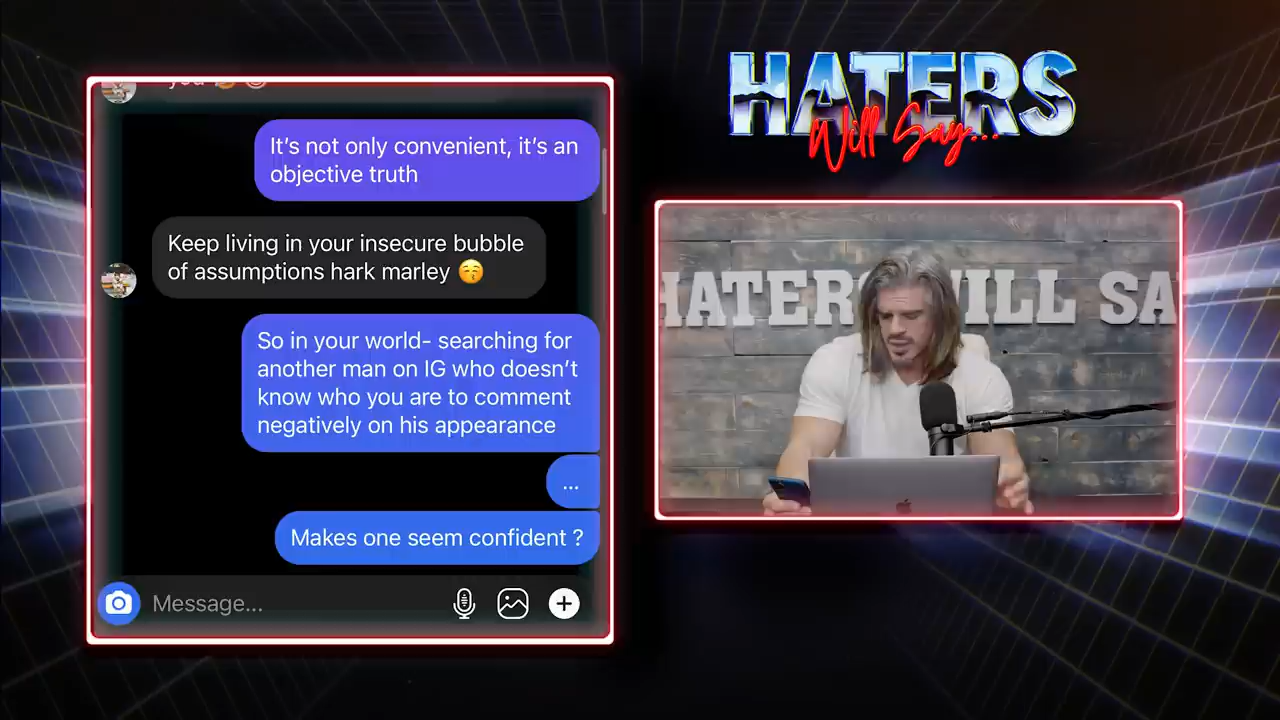 you
It’s not only convenient, it’s an
objective truth
Keep living in your insecure bubble
of assumptions hark marley 😚
So in your world- searching for
another man on IG who doesn’t
know who you are to comment
negatively on his appearance
...
Makes one seem confident ?
Message...
HATERS
Will Say...
HATERS WILL SA